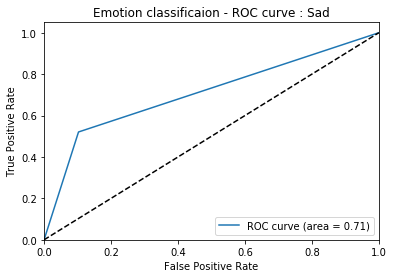 Emotion classificaion - ROC curve : Sad
True Positive Rate
1.0
0.8
0.6
0.4
0.2
0.0
ROC curve (area = 0.71)
0.0 0.2 0.4 0.6 0.8 1.0
False Positive Rate